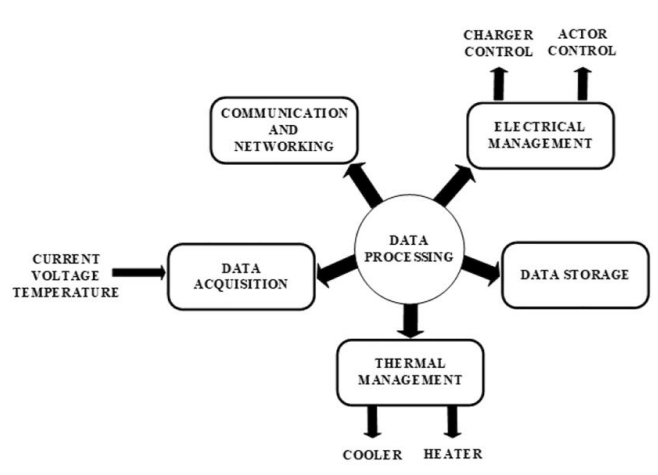 CHARGER
CONTROL
ACTOR
CONTROL
COMMUNICATION
AND
NETWORKING
ELECTRICAL
MANAGEMENT
DATA
PROCESSING
CURRENT
VOLTAGE
TEMPERATURE
DATA
ACQUISITION
DATA STORAGE
THERMAL
MANAGEMENT
COOLER
HEATER